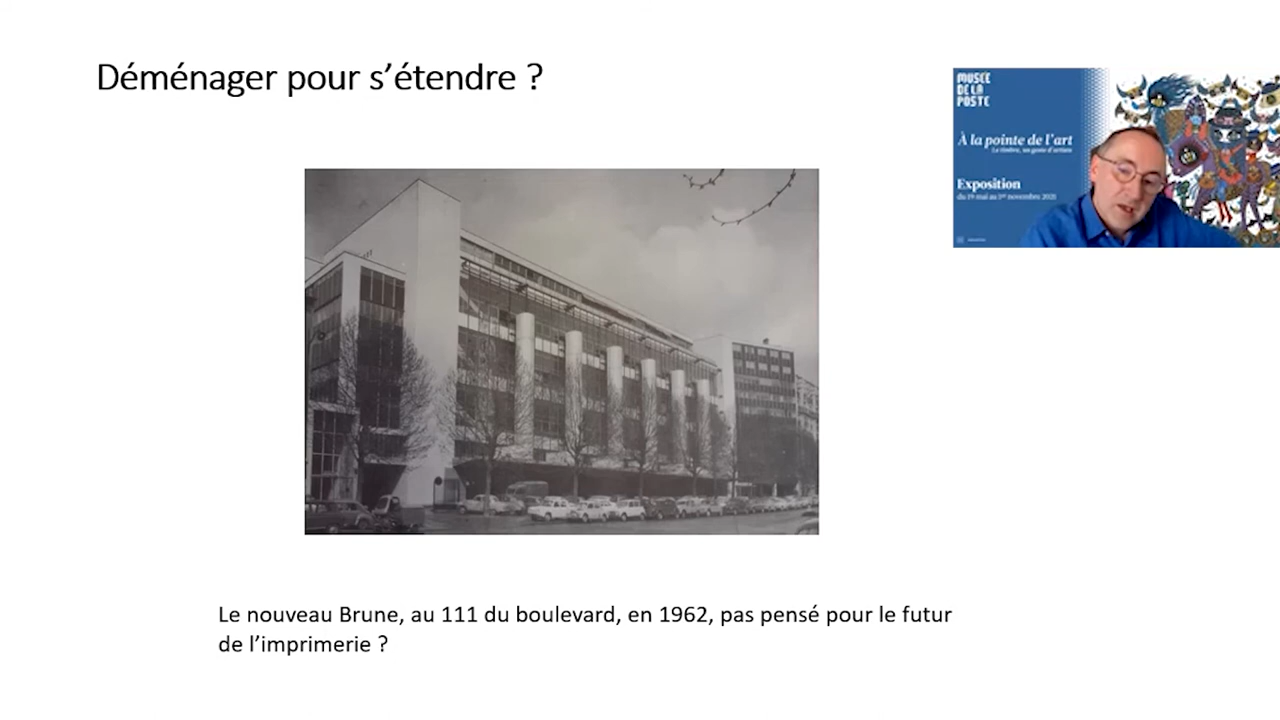 Déménager pour s’étendre ?
MUSÉE
DE LA
POSTE
À la pointe de l’art
Le timbre, un geste d’artiste
Exposition
du 19 mai au 1er novembre 2021
Le nouveau Brune, au 111 du boulevard, en 1962, pas pensé pour le futur
de l’imprimerie ?